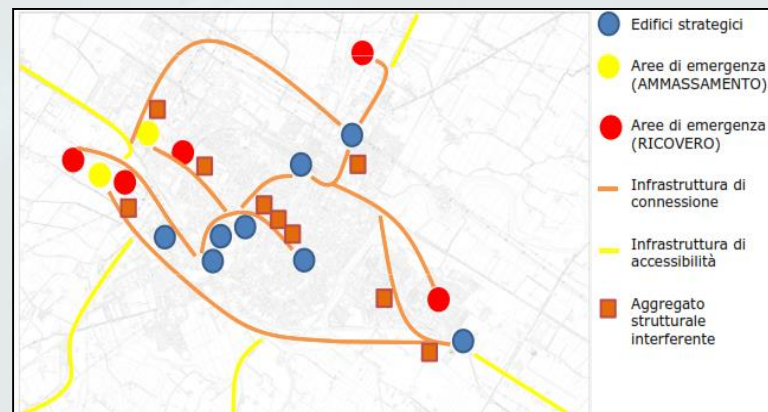 Edifici strategici
Aree di emergenza
(AMMASSAMENTO)
Aree di emergenza
(RICOVERO)
Infrastruttura di
connessione
Infrastruttura di
accessibilità
Aggregato
strutturale
interferente